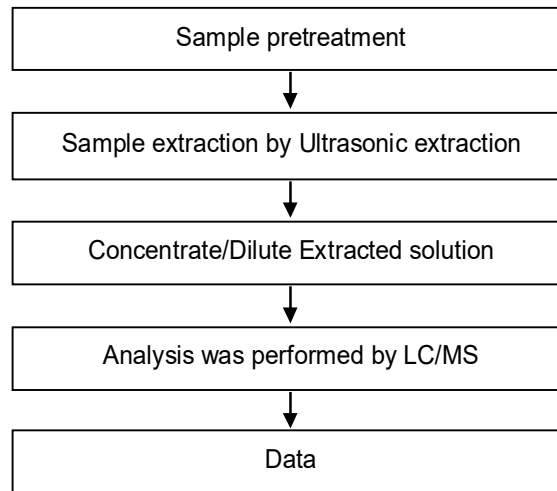 Sample pretreatment
Sample extraction by Ultrasonic extraction
Concentrate/Dilute Extracted solution
Analysis was performed by LC/MS
Data